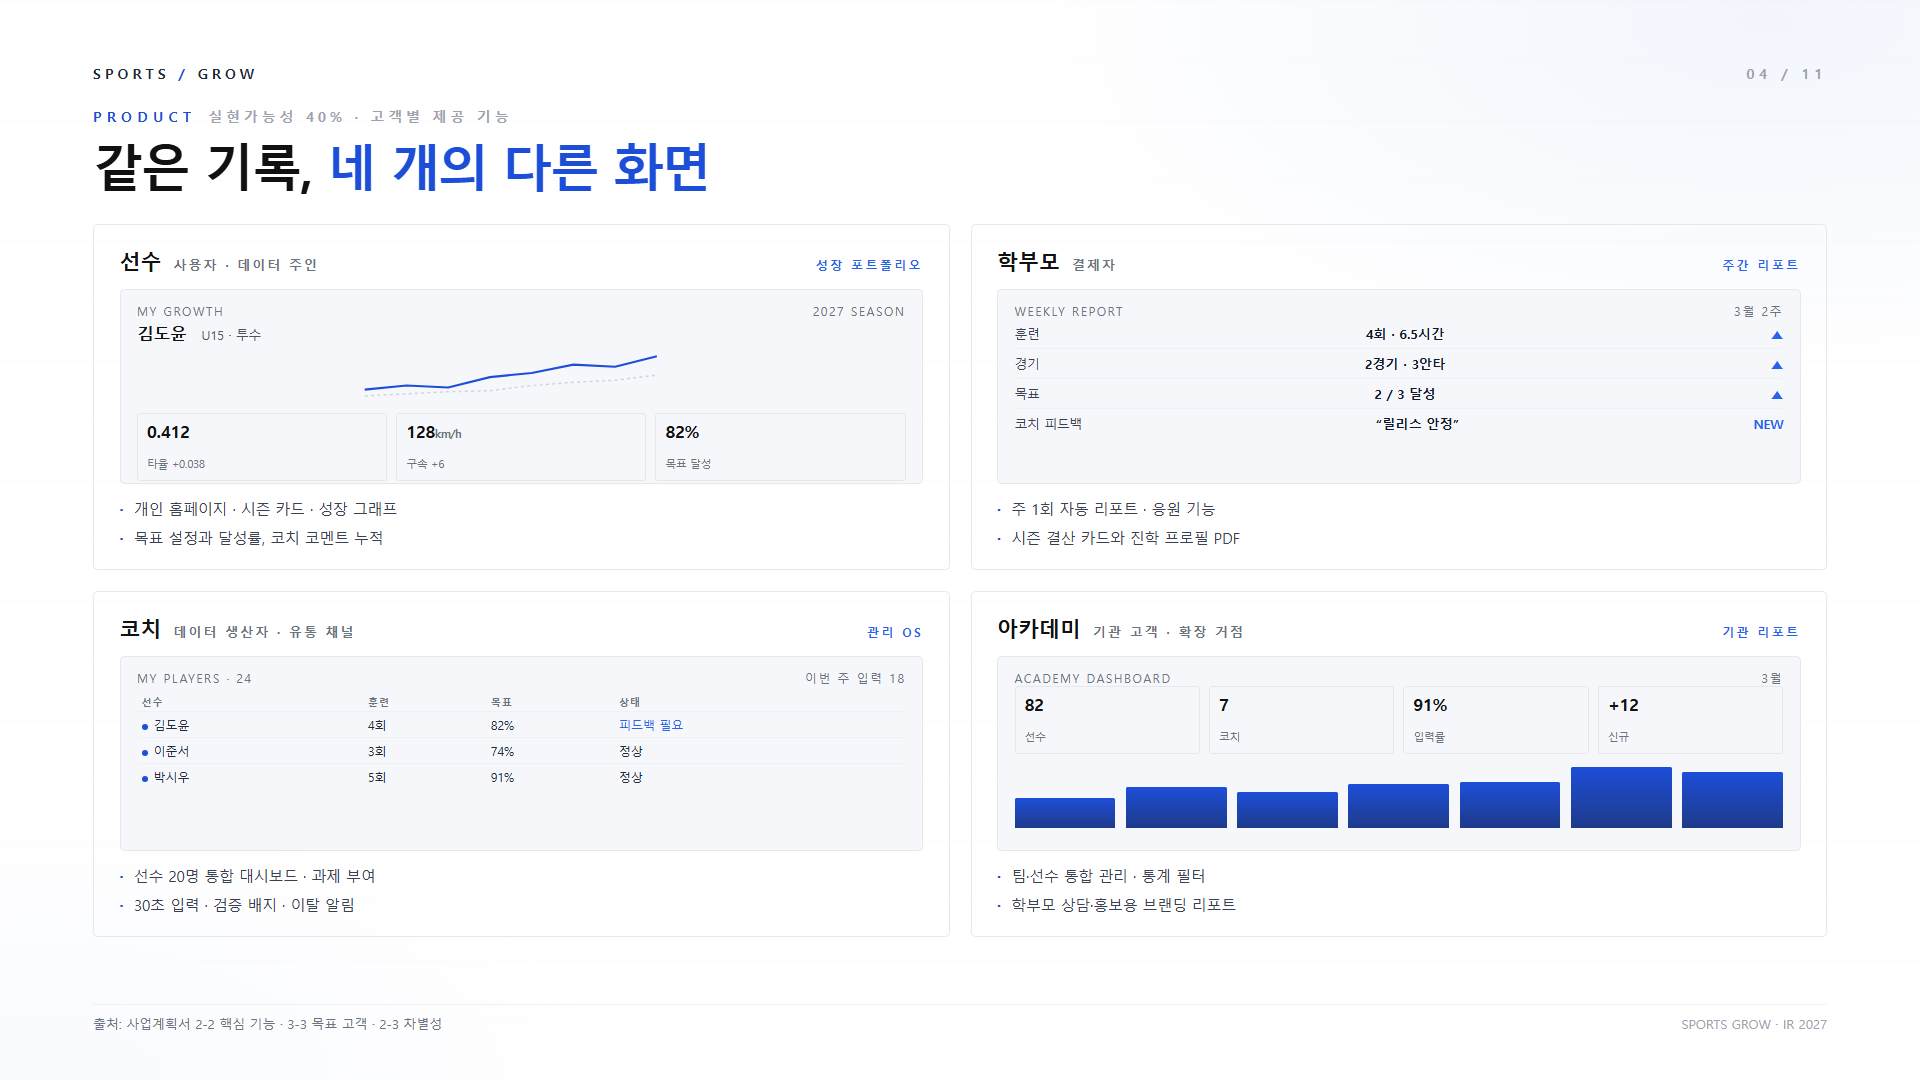 SPORTS / GROW
04 / 11
PRODUCT 실현가능성 40% · 고객별 제공 기능
같은 기록, 네 개의 다른 화면
선수 사용자 · 데이터 주인 성장 포트폴리오
MY GROWTH 2027 SEASON
김도윤 U15 · 투수
0.412
타율 +0.038
128km/h
구속 +6
82%
목표 달성
· 개인 홈페이지 · 시즌 카드 · 성장 그래프
· 목표 설정과 달성률, 코치 코멘트 누적
학부모 결제자 주간 리포트
WEEKLY REPORT 3월 2주
훈련 4회 · 6.5시간 ▲
경기 2경기 · 3안타 ▲
목표 2 / 3 달성 ▲
코치 피드백 “릴리스 안정” NEW
· 주 1회 자동 리포트 · 응원 기능
· 시즌 결산 카드와 진학 프로필 PDF
코치 데이터 생산자 · 유통 채널 관리 OS
MY PLAYERS · 24 이번 주 입력 18
선수 훈련 목표 상태
김도윤 4회 82% 피드백 필요
이준서 3회 74% 정상
박시우 5회 91% 정상
· 선수 20명 통합 대시보드 · 과제 부여
· 30초 입력 · 검증 배지 · 이탈 알림
아카데미 기관 고객 · 확장 거점 기관 리포트
ACADEMY DASHBOARD 3월
82
선수
7
코치
91%
입력률
+12
신규
· 팀·선수 통합 관리 · 통계 필터
· 학부모 상담·홍보용 브랜딩 리포트
출처: 사업계획서 2-2 핵심 기능 · 3-3 목표 고객 · 2-3 차별성
SPORTS GROW · IR 2027